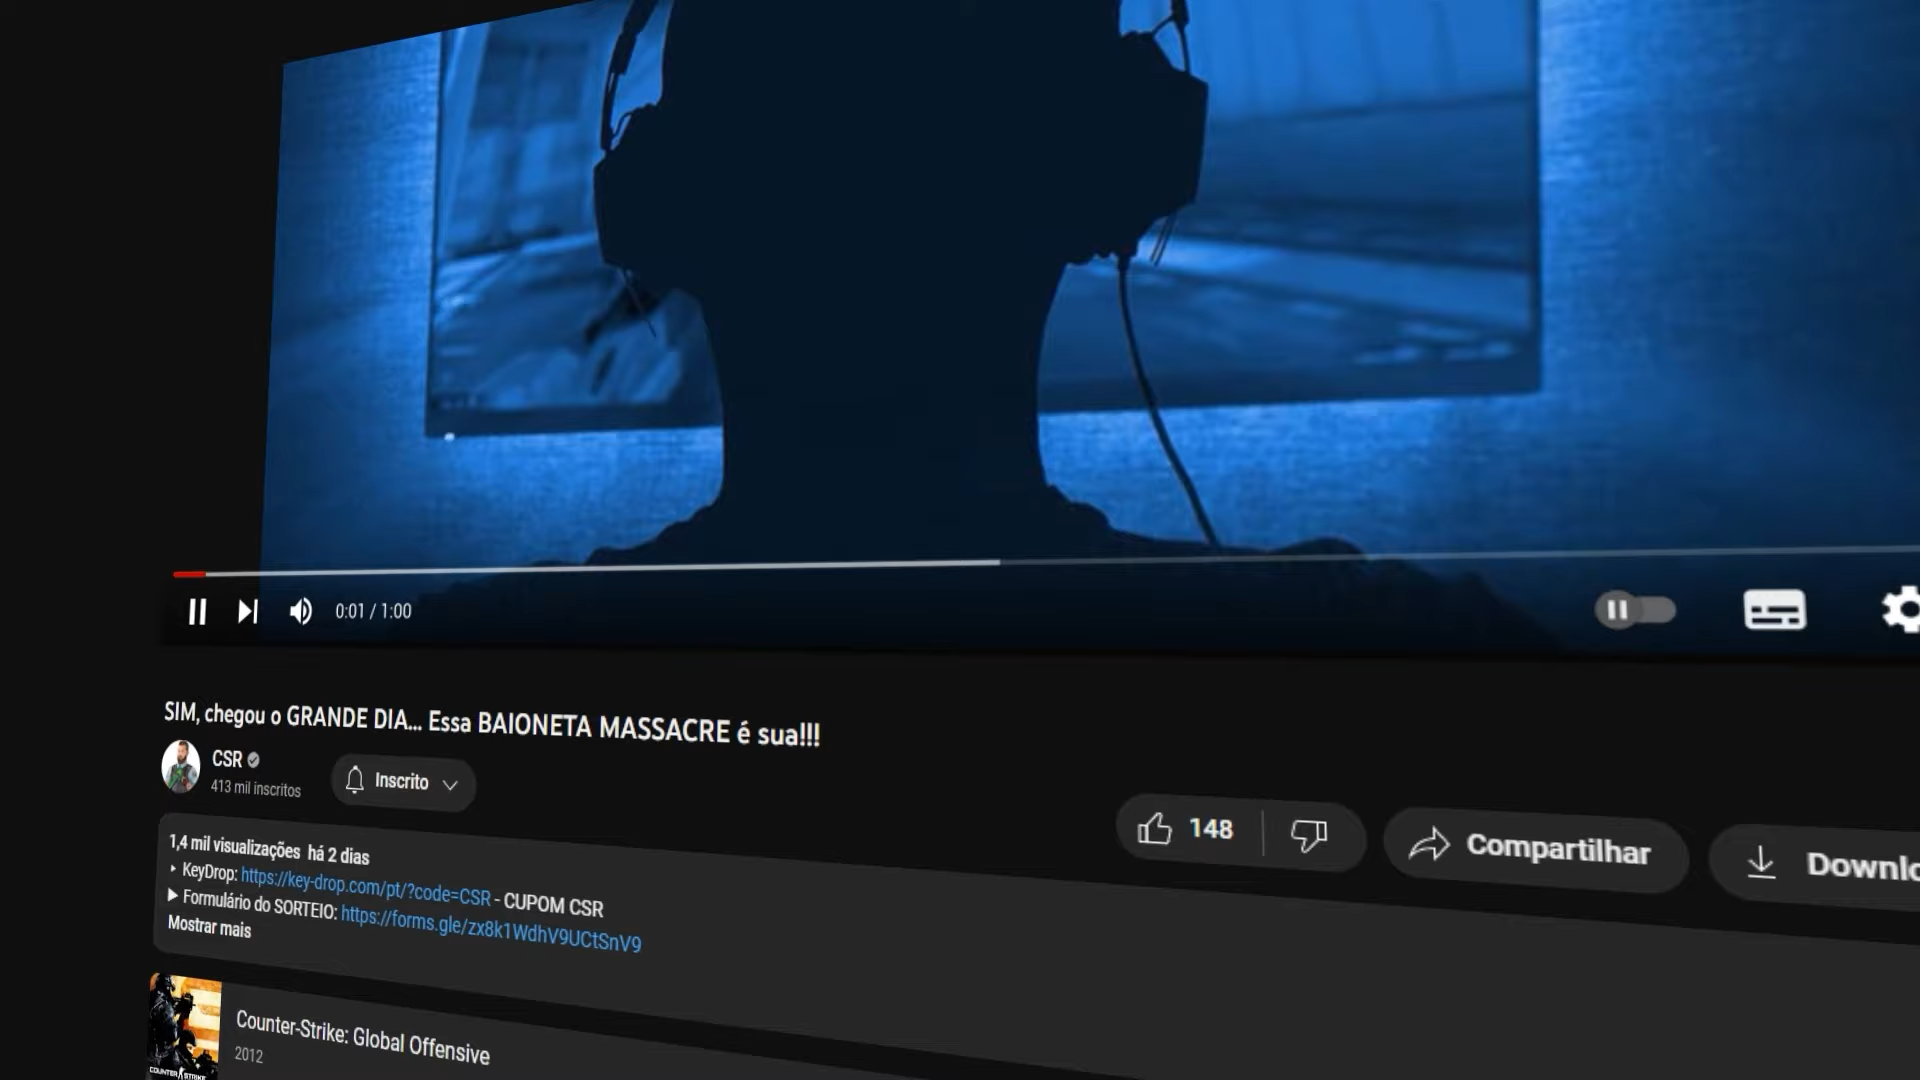 0:01 / 1:00
SIM, chegou o GRANDE DIA... Essa BAIONETA MASSACRE é sua!!!
CSR
413 mil inscritos
Inscrito
148
Compartilhar
Downlo
1,4 mil visualizações há 2 dias
‣ KeyDrop: https://key-drop.com/pt/?code=CSR - CUPOM CSR
▶ Formulário do SORTEIO: https://forms.gle/zx8k1WdhV9UCtSnV9
Mostrar mais
Counter-Strike: Global Offensive
2012
COUNTER STRIKE